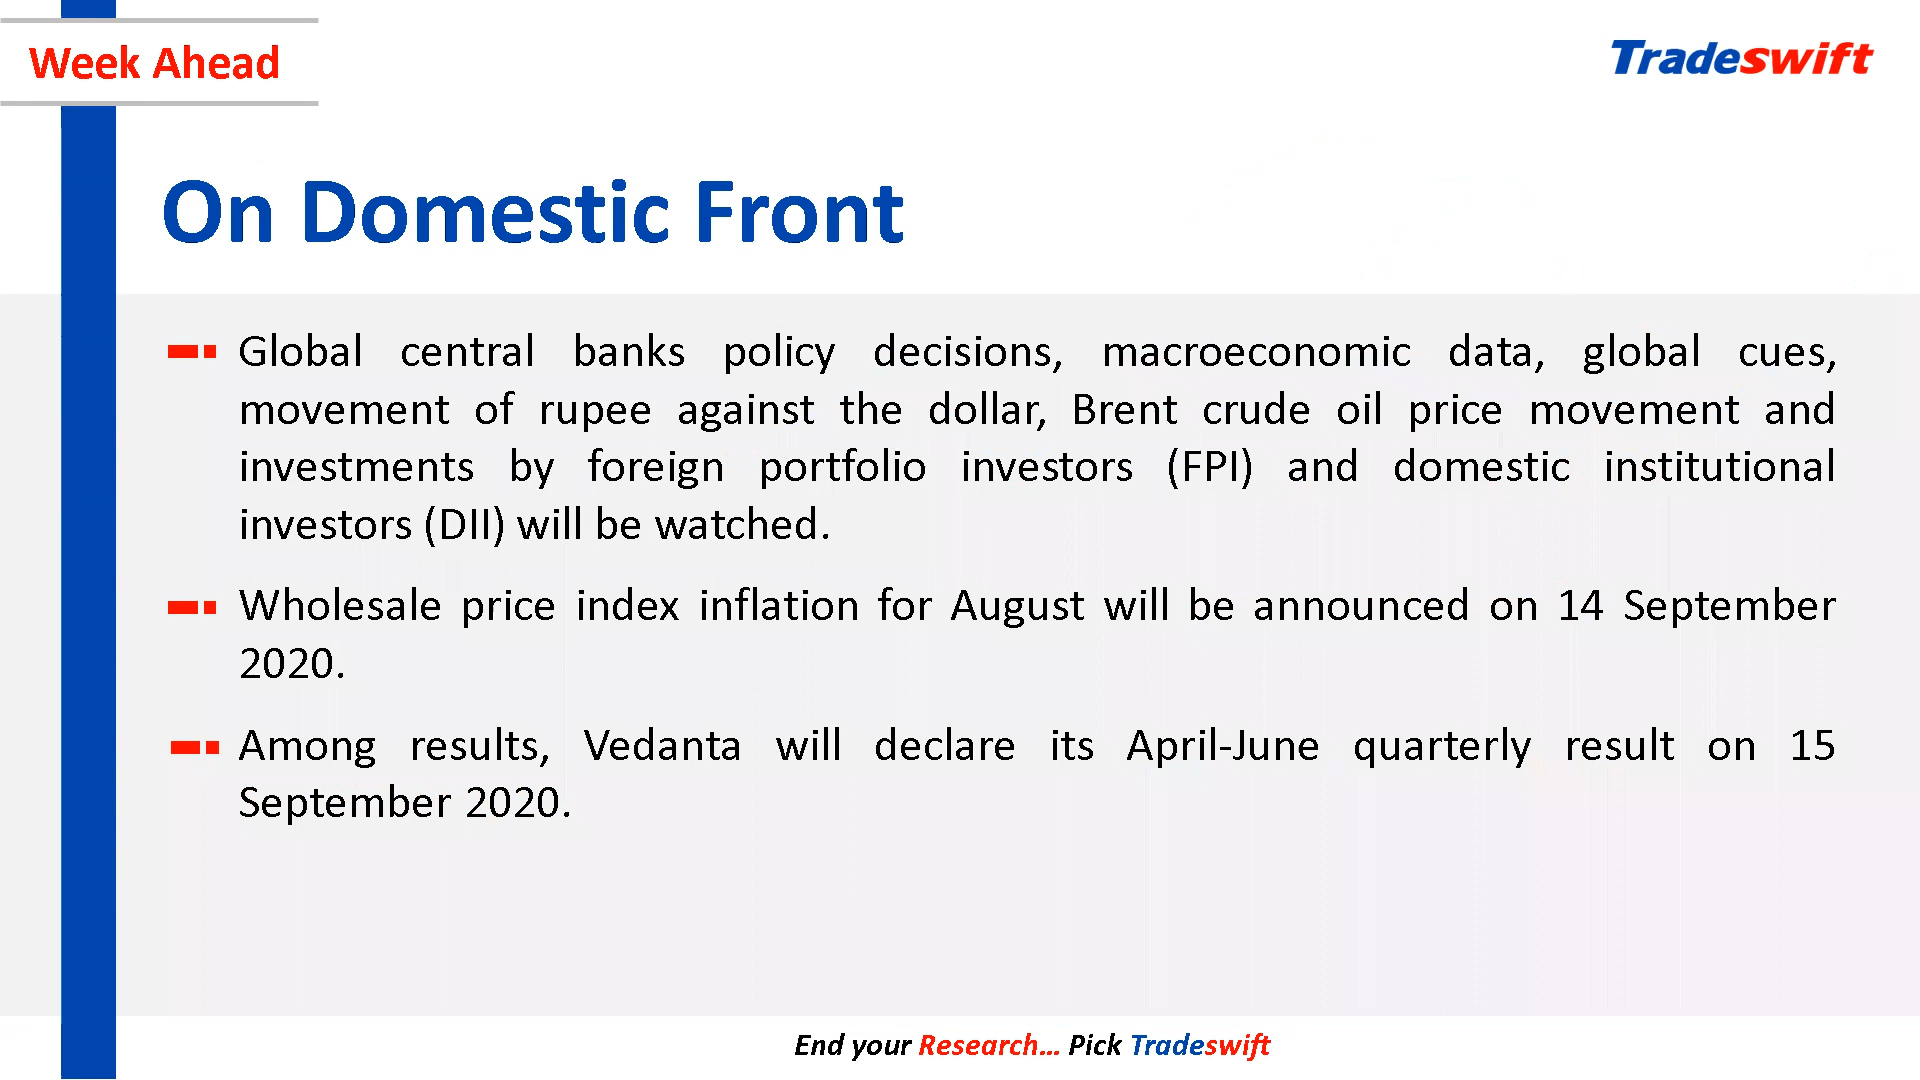 Week Ahead
Tradeswift
On Domestic Front
Global central banks policy decisions, macroeconomic data, global cues,
movement of rupee against the dollar, Brent crude oil price movement and
investments by foreign portfolio investors (FPI) and domestic institutional
investors (DII) will be watched.
Wholesale price index inflation for August will be announced on 14 September
2020.
Among results, Vedanta will declare its April-June quarterly result on 15
September 2020.
End your Research... Pick Tradeswift